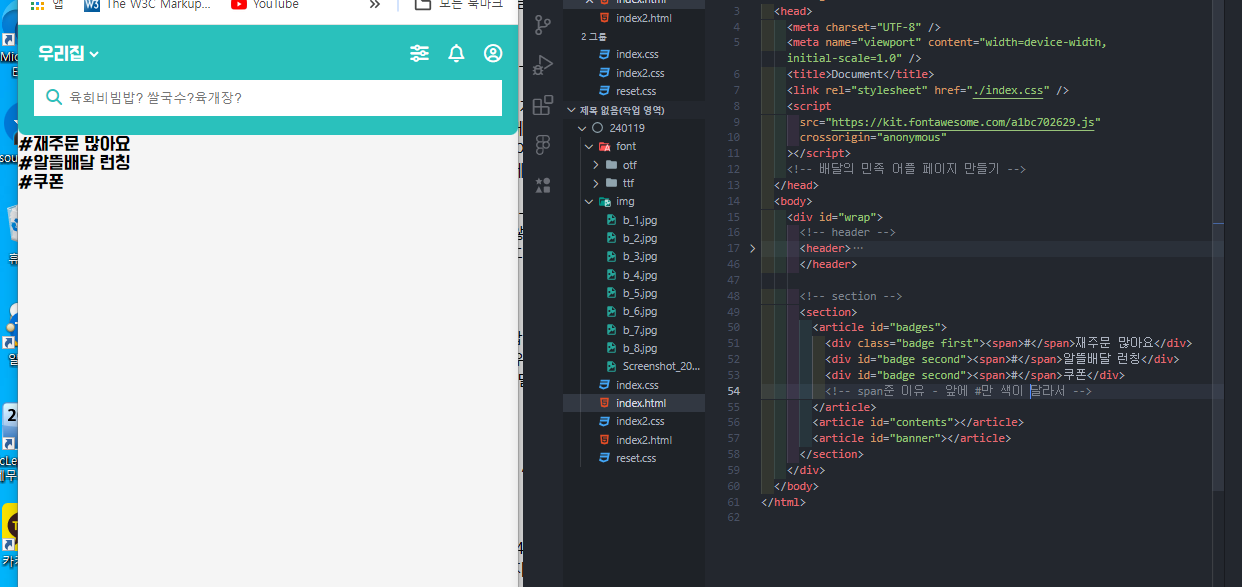 앱
The W3C Markup...
YouTube
모든 북마크
우리집
육회비빔밥? 쌀국수?육개장?
#재주문 많아요
#알뜰배달 런칭
#쿠폰
index.html
index2.html
2 그룹
index.css
index2.css
reset.css
제목 없음(작업 영역)
240119
font
otf
ttf
img
b_1.jpg
b_2.jpg
b_3.jpg
b_4.jpg
b_5.jpg
b_6.jpg
b_7.jpg
b_8.jpg
Screenshot_20...
index.css
index.html
index2.css
index2.html
reset.css
3 <head>
4 <meta charset="UTF-8" />
5 <meta name="viewport" content="width=device-width,
initial-scale=1.0" />
6 <title>Document</title>
7 <link rel="stylesheet" href="./index.css" />
8 <script
9 src="https://kit.fontawesome.com/a1bc702629.js"
10 crossorigin="anonymous"
11 ></script>
12 <!-- 배달의 민족 어플 페이지 만들기 -->
13 </head>
14 <body>
15 <div id="wrap">
16 <!-- header -->
17 <header>…
46 </header>
47
48 <!-- section -->
49 <section>
50 <article id="badges">
51 <div class="badge first"><span>#</span>재주문 많아요</div>
52 <div id="badge second"><span>#</span>알뜰배달 런칭</div>
53 <div id="badge second"><span>#</span>쿠폰</div>
54 <!-- span준 이유 - 앞에 #만 색이 달라서 -->
55 </article>
56 <article id="contents"></article>
57 <article id="banner"></article>
58 </section>
59 </div>
60 </body>
61 </html>
62